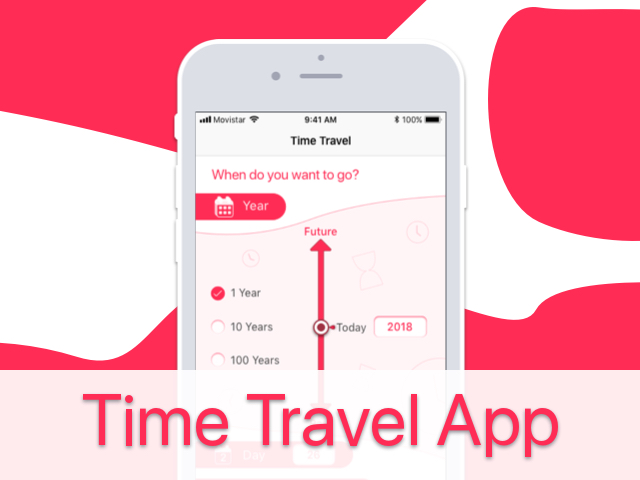 Movistar 9:41 AM 100%
Time Travel
When do you want to go?
Year
Future
1 Year
10 Years
Today 2018
100 Years
Time Travel App
Day